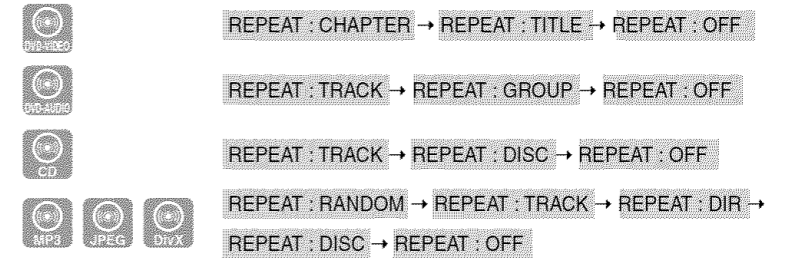 DVD-VIDEO REPEAT : CHAPTER → REPEAT : TITLE → REPEAT : OFF
DVD-AUDIO REPEAT : TRACK → REPEAT : GROUP → REPEAT : OFF
CD REPEAT : TRACK → REPEAT : DISC → REPEAT : OFF
MP3 JPEG DivX REPEAT : RANDOM → REPEAT : TRACK → REPEAT : DIR →
REPEAT : DISC → REPEAT : OFF